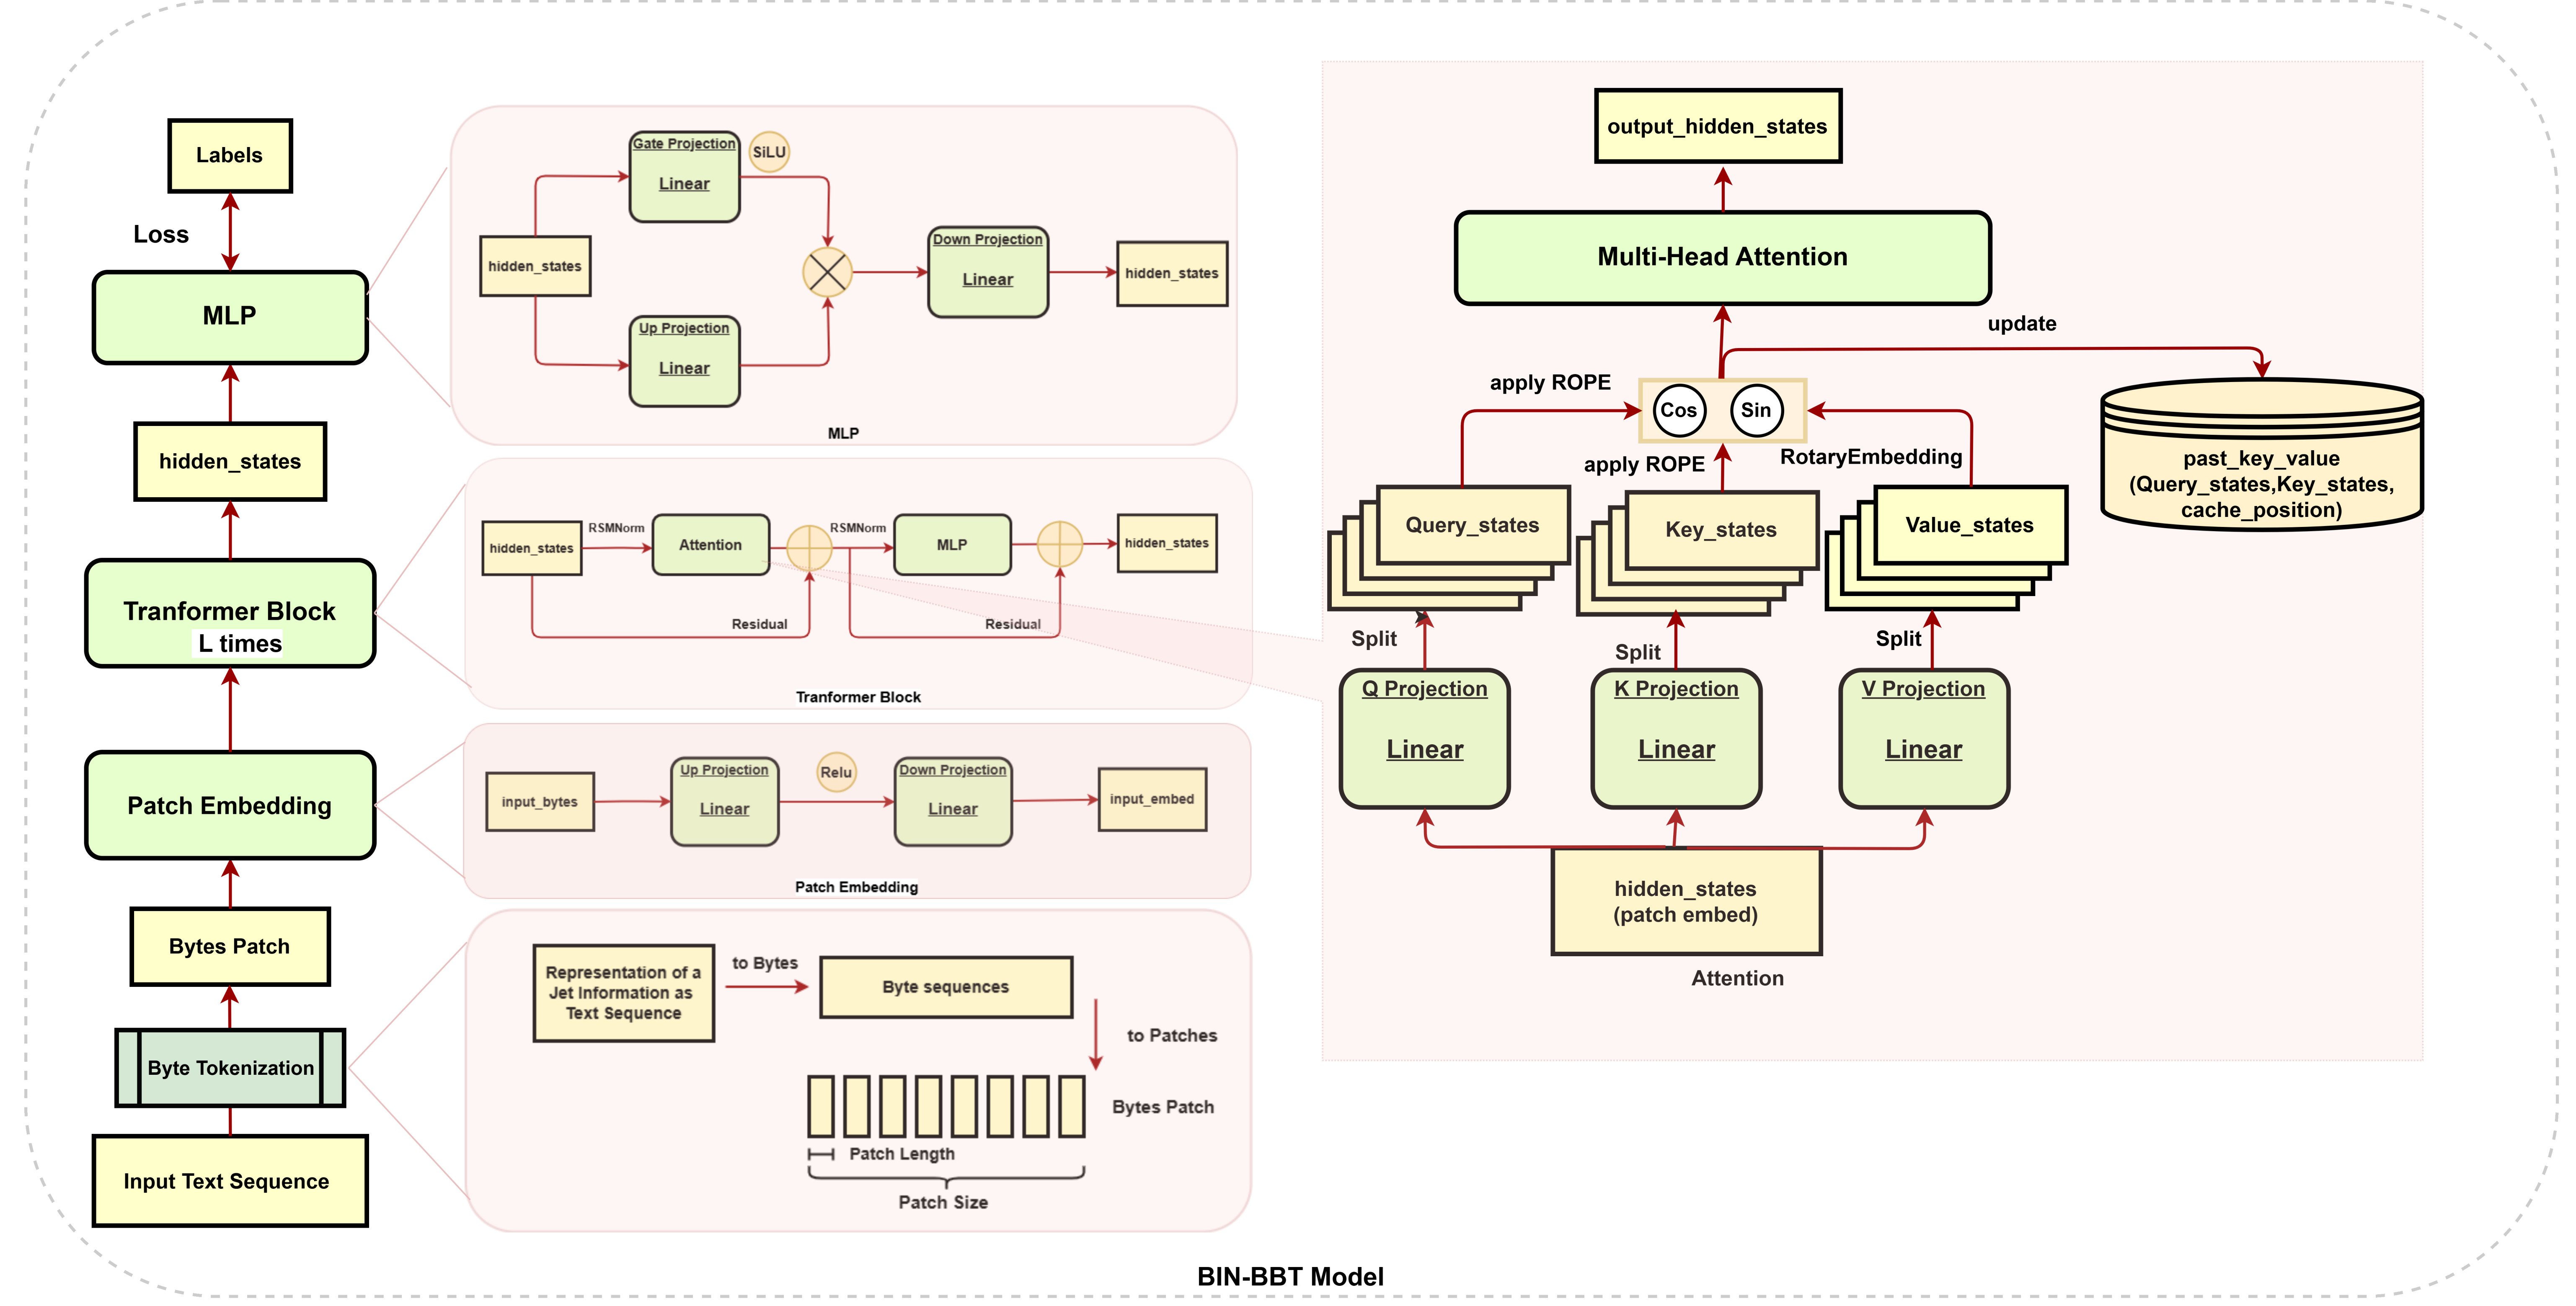 Labels
Loss
MLP
hidden_states
Tranformer Block
L times
Patch Embedding
Bytes Patch
Byte Tokenization
Input Text Sequence
Gate Projection
Linear
SiLU
hidden_states
Up Projection
Linear
Down Projection
Linear
hidden_states
MLP
hidden_states
RSMNorm
Attention
RSMNorm
MLP
hidden_states
Residual
Residual
Tranformer Block
input_bytes
Up Projection
Linear
Relu
Down Projection
Linear
input_embed
Patch Embedding
Representation of a
Jet Information as
Text Sequence
to Bytes
Byte sequences
to Patches
Bytes Patch
Patch Length
Patch Size
output_hidden_states
Multi-Head Attention
update
apply ROPE
Cos
Sin
apply ROPE
RotaryEmbedding
past_key_value
(Query_states,Key_states,
cache_position)
Query_states
Key_states
Value_states
Split
Split
Split
Q Projection
Linear
K Projection
Linear
V Projection
Linear
hidden_states
(patch embed)
Attention
BIN-BBT Model